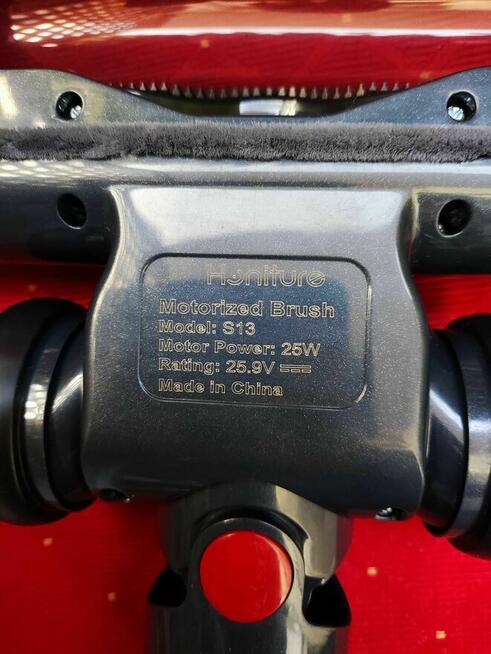 Honiture
Motorized Brush
Model: S13
Motor Power: 25W
Rating: 25.9V
Made in China